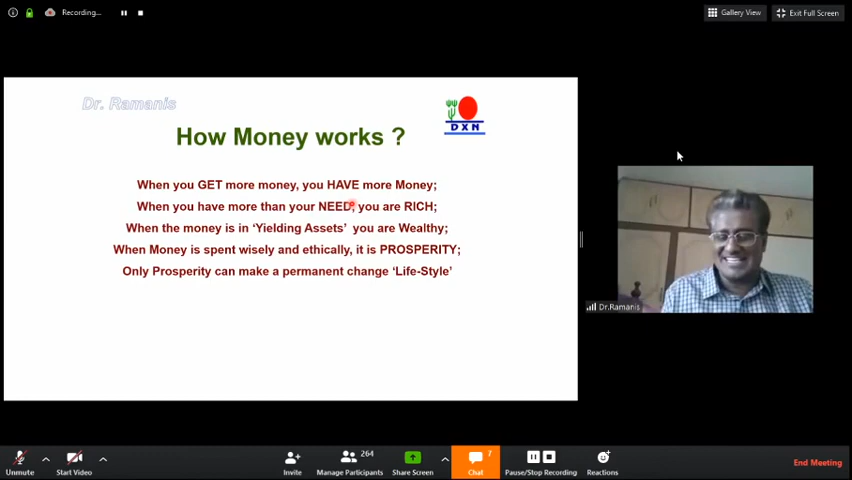 Recording...
Gallery View
Exit Full Screen
Dr. Ramanis
DXN
How Money works ?
When you GET more money, you HAVE more Money;
When you have more than your NEED, you are RICH;
When the money is in ‘Yielding Assets’ you are Wealthy;
When Money is spent wisely and ethically, it is PROSPERITY;
Only Prosperity can make a permanent change ‘Life-Style’
Dr.Ramanis
Unmute
Start Video
Invite
264
Manage Participants
Share Screen
7
Chat
Pause/Stop Recording
Reactions
End Meeting